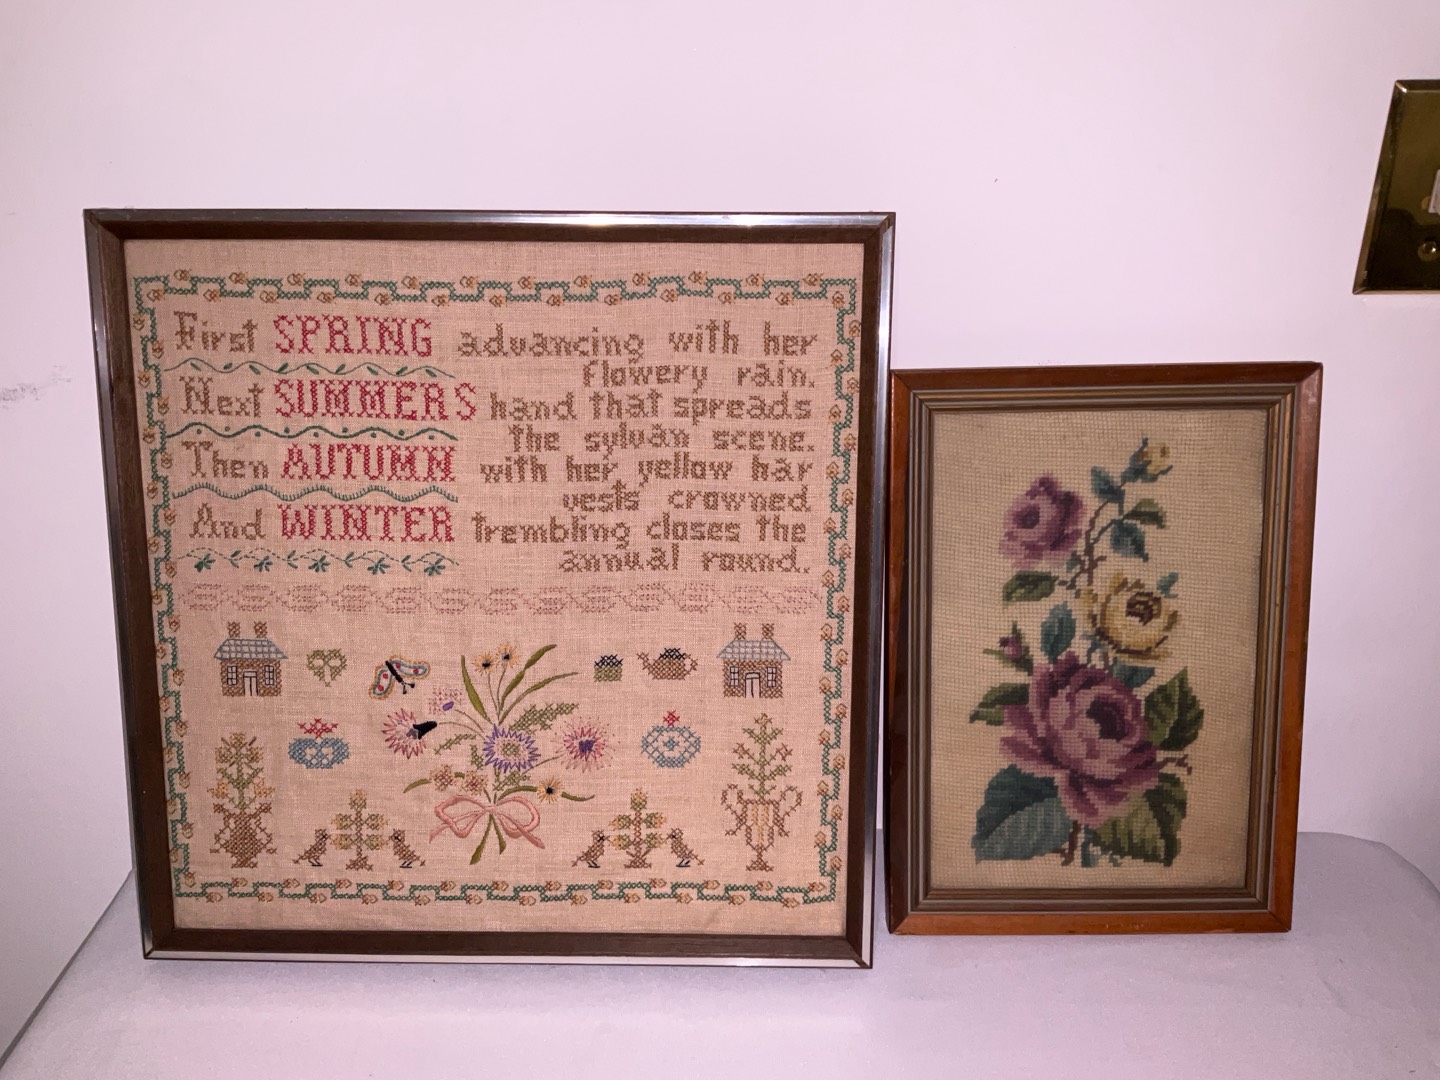 First SPRING advancing with her
flowery rain.
Next SUMMERS hand that spreads
the sylvan scene.
Then AUTUMN with her yellow har
vests crowned
And WINTER trembling closes the
annual round.